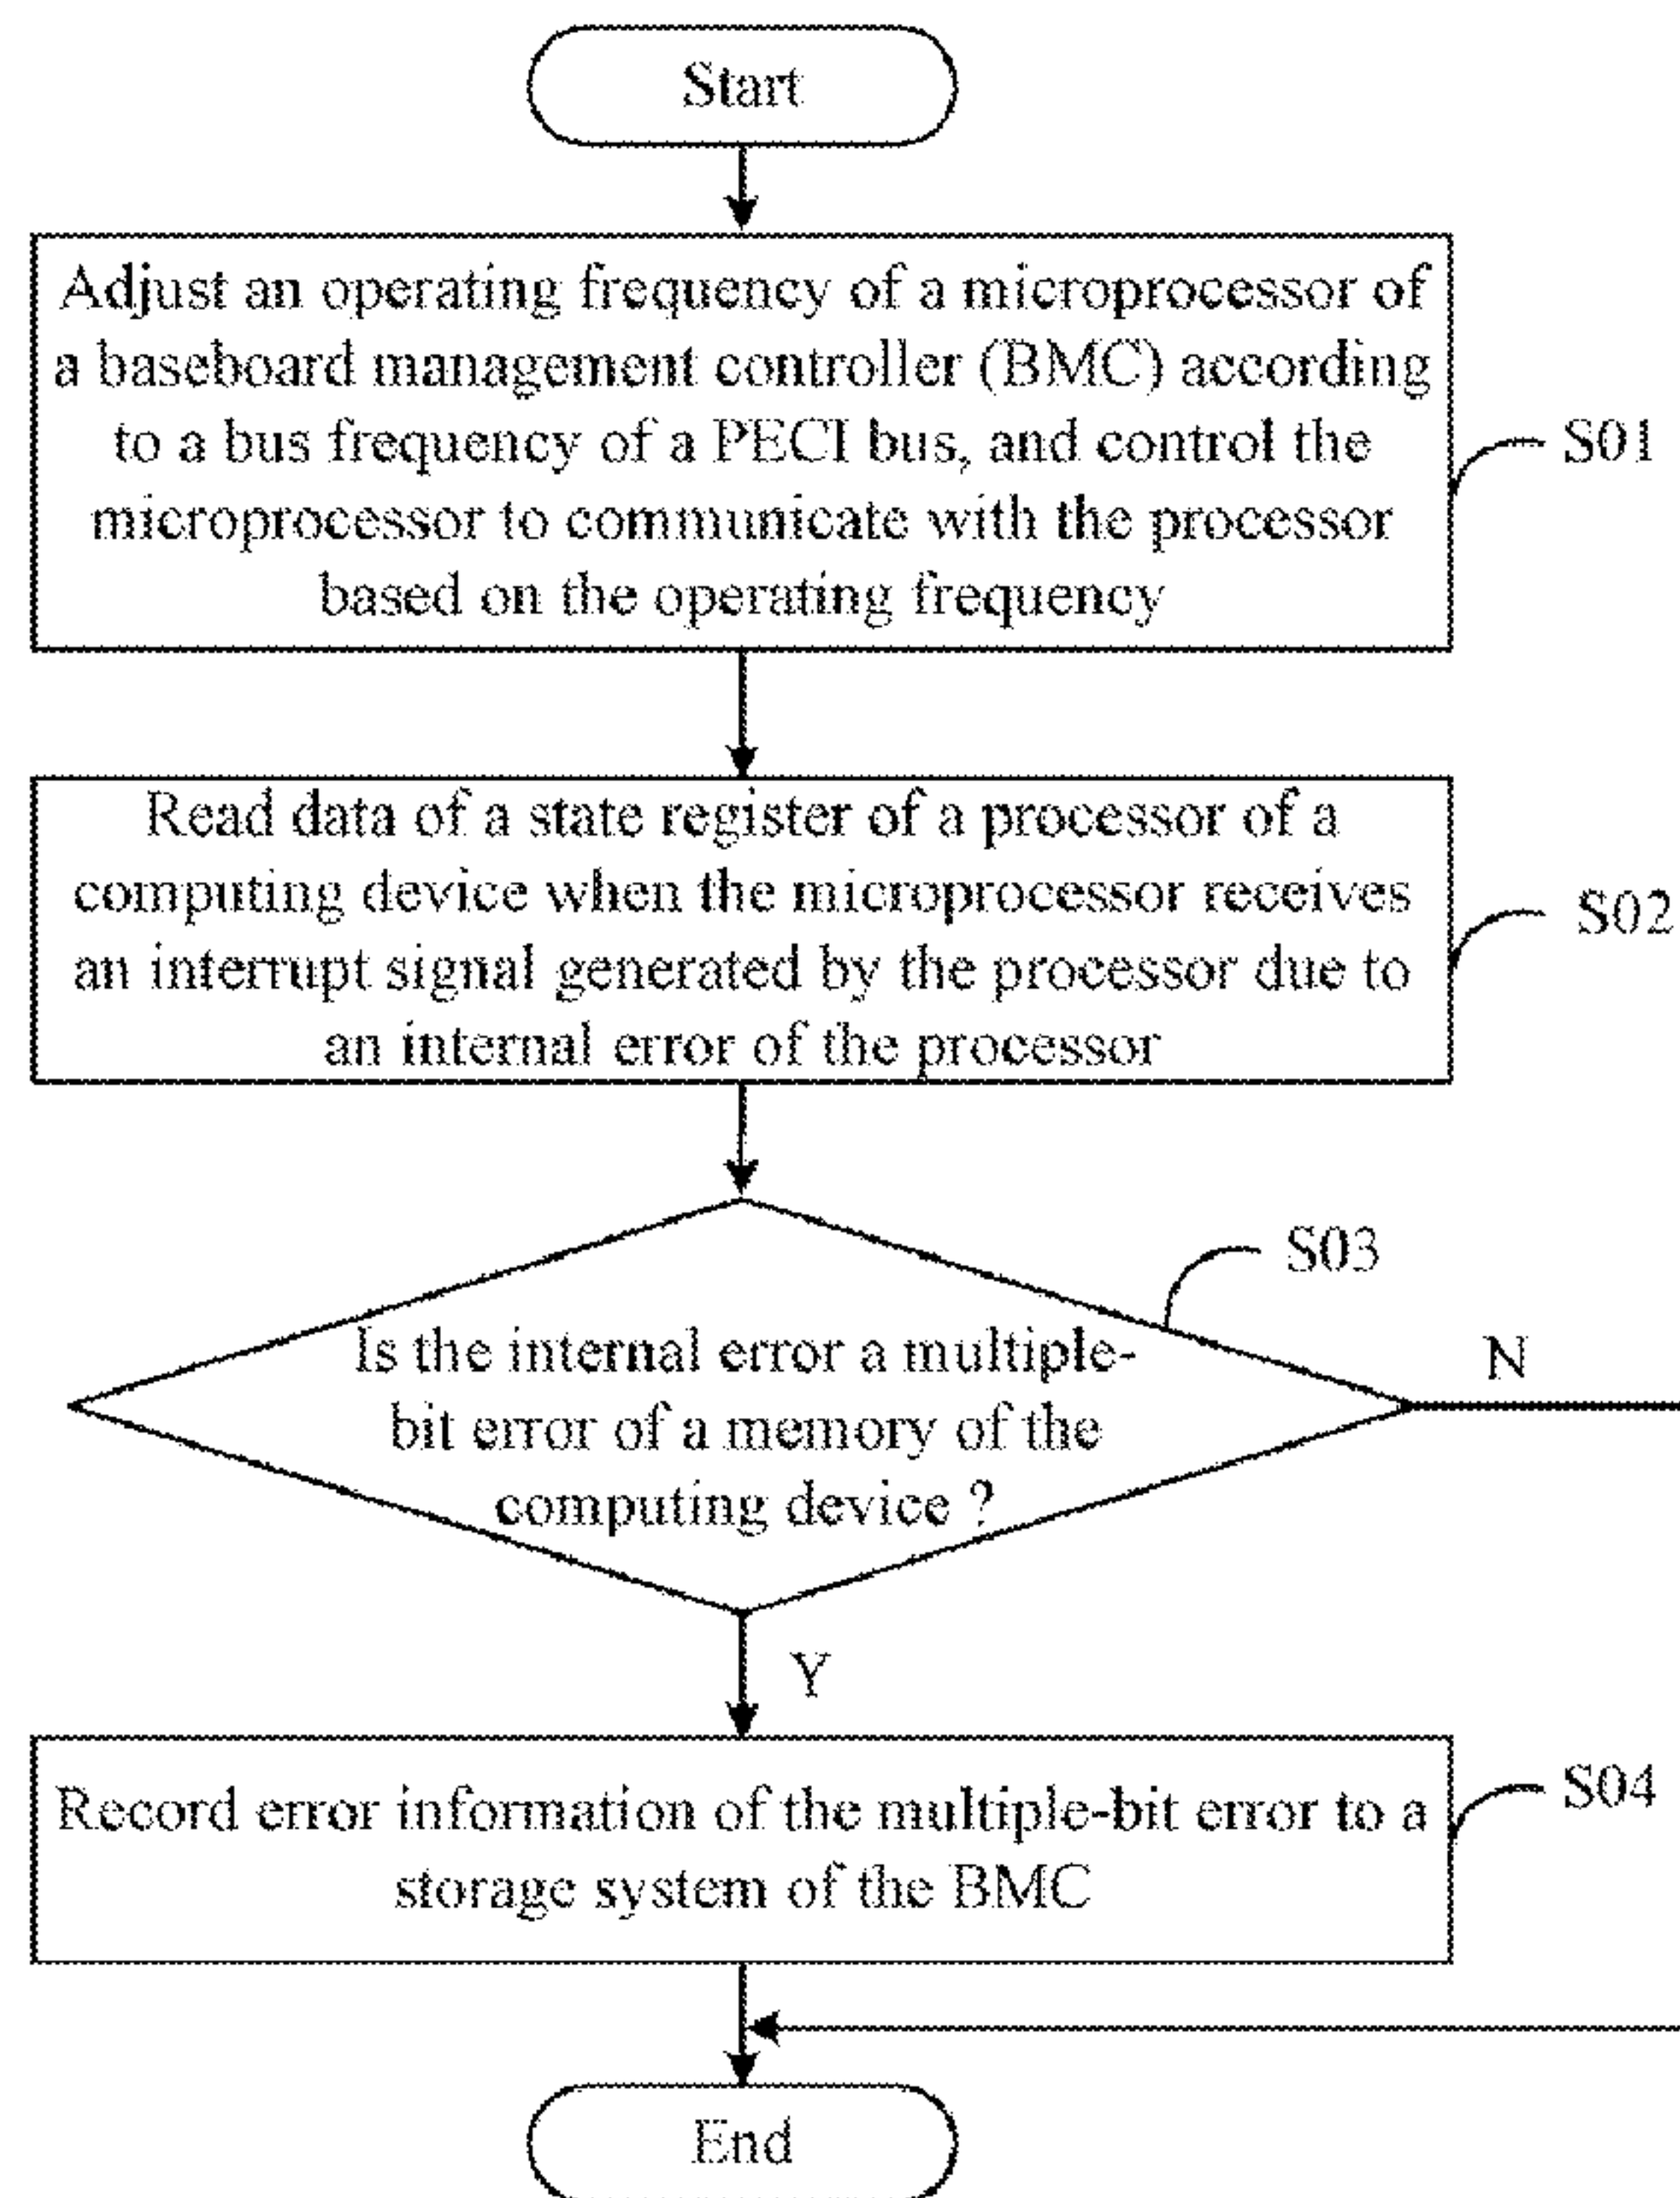 Start
Adjust an operating frequency of a microprocessor of
a baseboard management controller (BMC) according
to a bus frequency of a PECI bus, and control the
microprocessor to communicate with the processor
based on the operating frequency
S01
Read data of a state register of a processor of a
computing device when the microprocessor receives
an interrupt signal generated by the processor due to
an internal error of the processor
S02
S03
Is the internal error a multiple-
bit error of a memory of the
computing device ?
N
Y
Record error information of the multiple-bit error to a
storage system of the BMC
S04
End